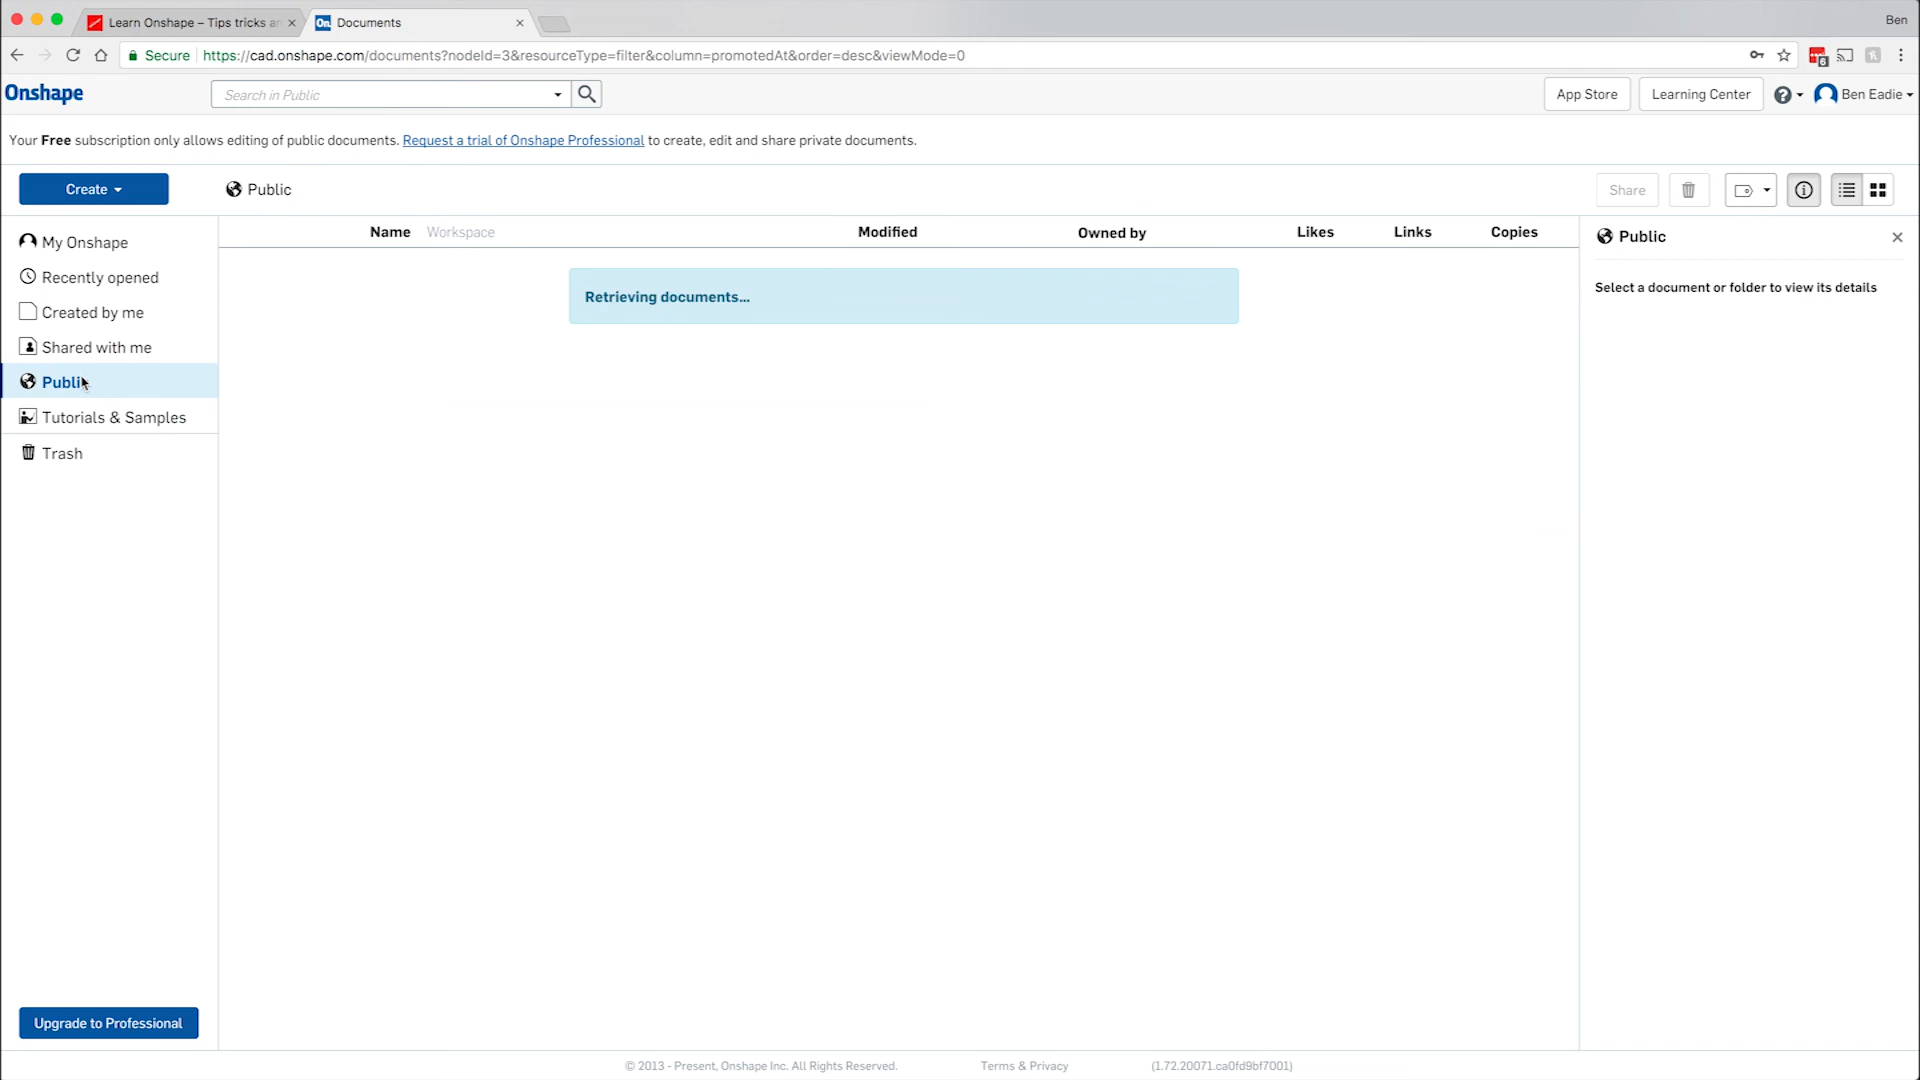 Learn Onshape – Tips tricks an
Documents
Ben
Secure
https://cad.onshape.com/documents?nodeId=3&resourceType=filter&column=promotedAt&order=desc&viewMode=0
6
Onshape
Search in Public
App Store
Learning Center
Ben Eadie
Your Free subscription only allows editing of public documents. Request a trial of Onshape Professional to create, edit and share private documents.
Create
Public
Share
My Onshape
Recently opened
Created by me
Shared with me
Public
Tutorials & Samples
Trash
Name Workspace Modified Owned by Likes Links Copies
Retrieving documents...
Public
Select a document or folder to view its details
Upgrade to Professional
© 2013 - Present, Onshape Inc. All Rights Reserved. Terms & Privacy (1.72.20071.ca0fd9bf7001)